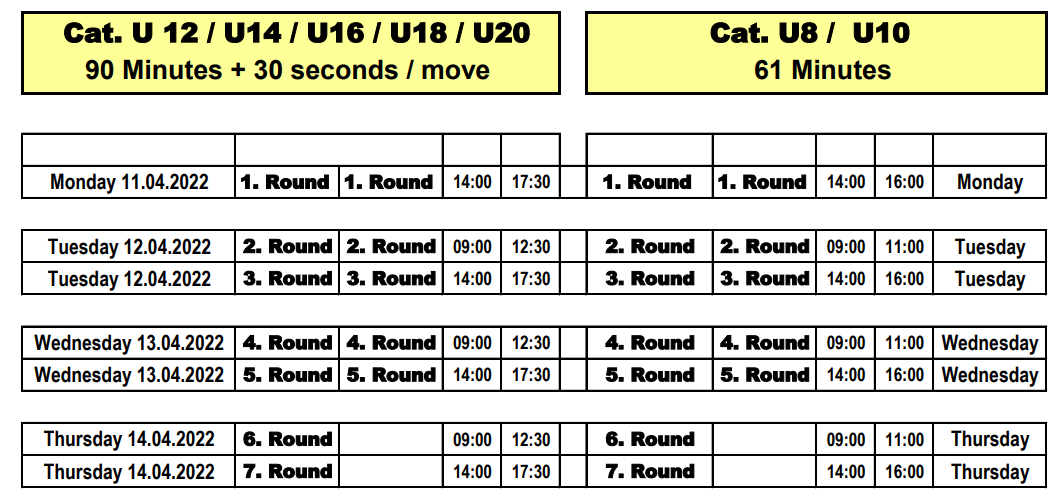 Cat. U 12 / U14 / U16 / U18 / U20
90 Minutes + 30 seconds / move
Cat. U8 / U10
61 Minutes
Monday 11.04.2022 1. Round 1. Round 14:00 17:30 1. Round 1. Round 14:00 16:00 Monday
Tuesday 12.04.2022 2. Round 2. Round 09:00 12:30 2. Round 2. Round 09:00 11:00 Tuesday
Tuesday 12.04.2022 3. Round 3. Round 14:00 17:30 3. Round 3. Round 14:00 16:00 Tuesday
Wednesday 13.04.2022 4. Round 4. Round 09:00 12:30 4. Round 4. Round 09:00 11:00 Wednesday
Wednesday 13.04.2022 5. Round 5. Round 14:00 17:30 5. Round 5. Round 14:00 16:00 Wednesday
Thursday 14.04.2022 6. Round 09:00 12:30 6. Round 09:00 11:00 Thursday
Thursday 14.04.2022 7. Round 14:00 17:30 7. Round 14:00 16:00 Thursday